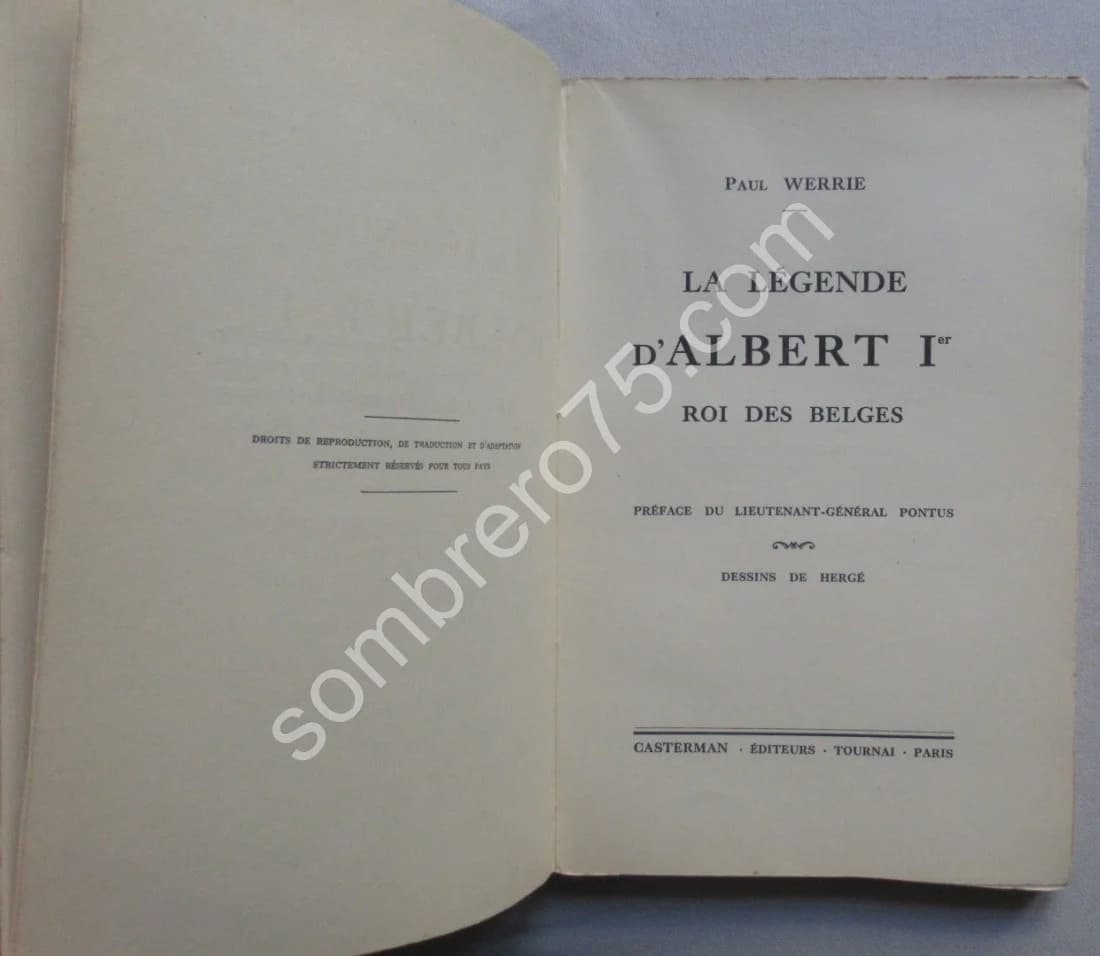 DROITS DE REPRODUCTION, DE TRADUCTION ET D'ADAPTATION
STRICTEMENT RÉSERVÉS POUR TOUS PAYS
PAUL WERRIE
LA LÉGENDE
D'ALBERT Ier
ROI DES BELGES
PRÉFACE DU LIEUTENANT-GÉNÉRAL PONTUS
DESSINS DE HERGÉ
CASTERMAN · ÉDITEURS · TOURNAI · PARIS
sombrero75.com